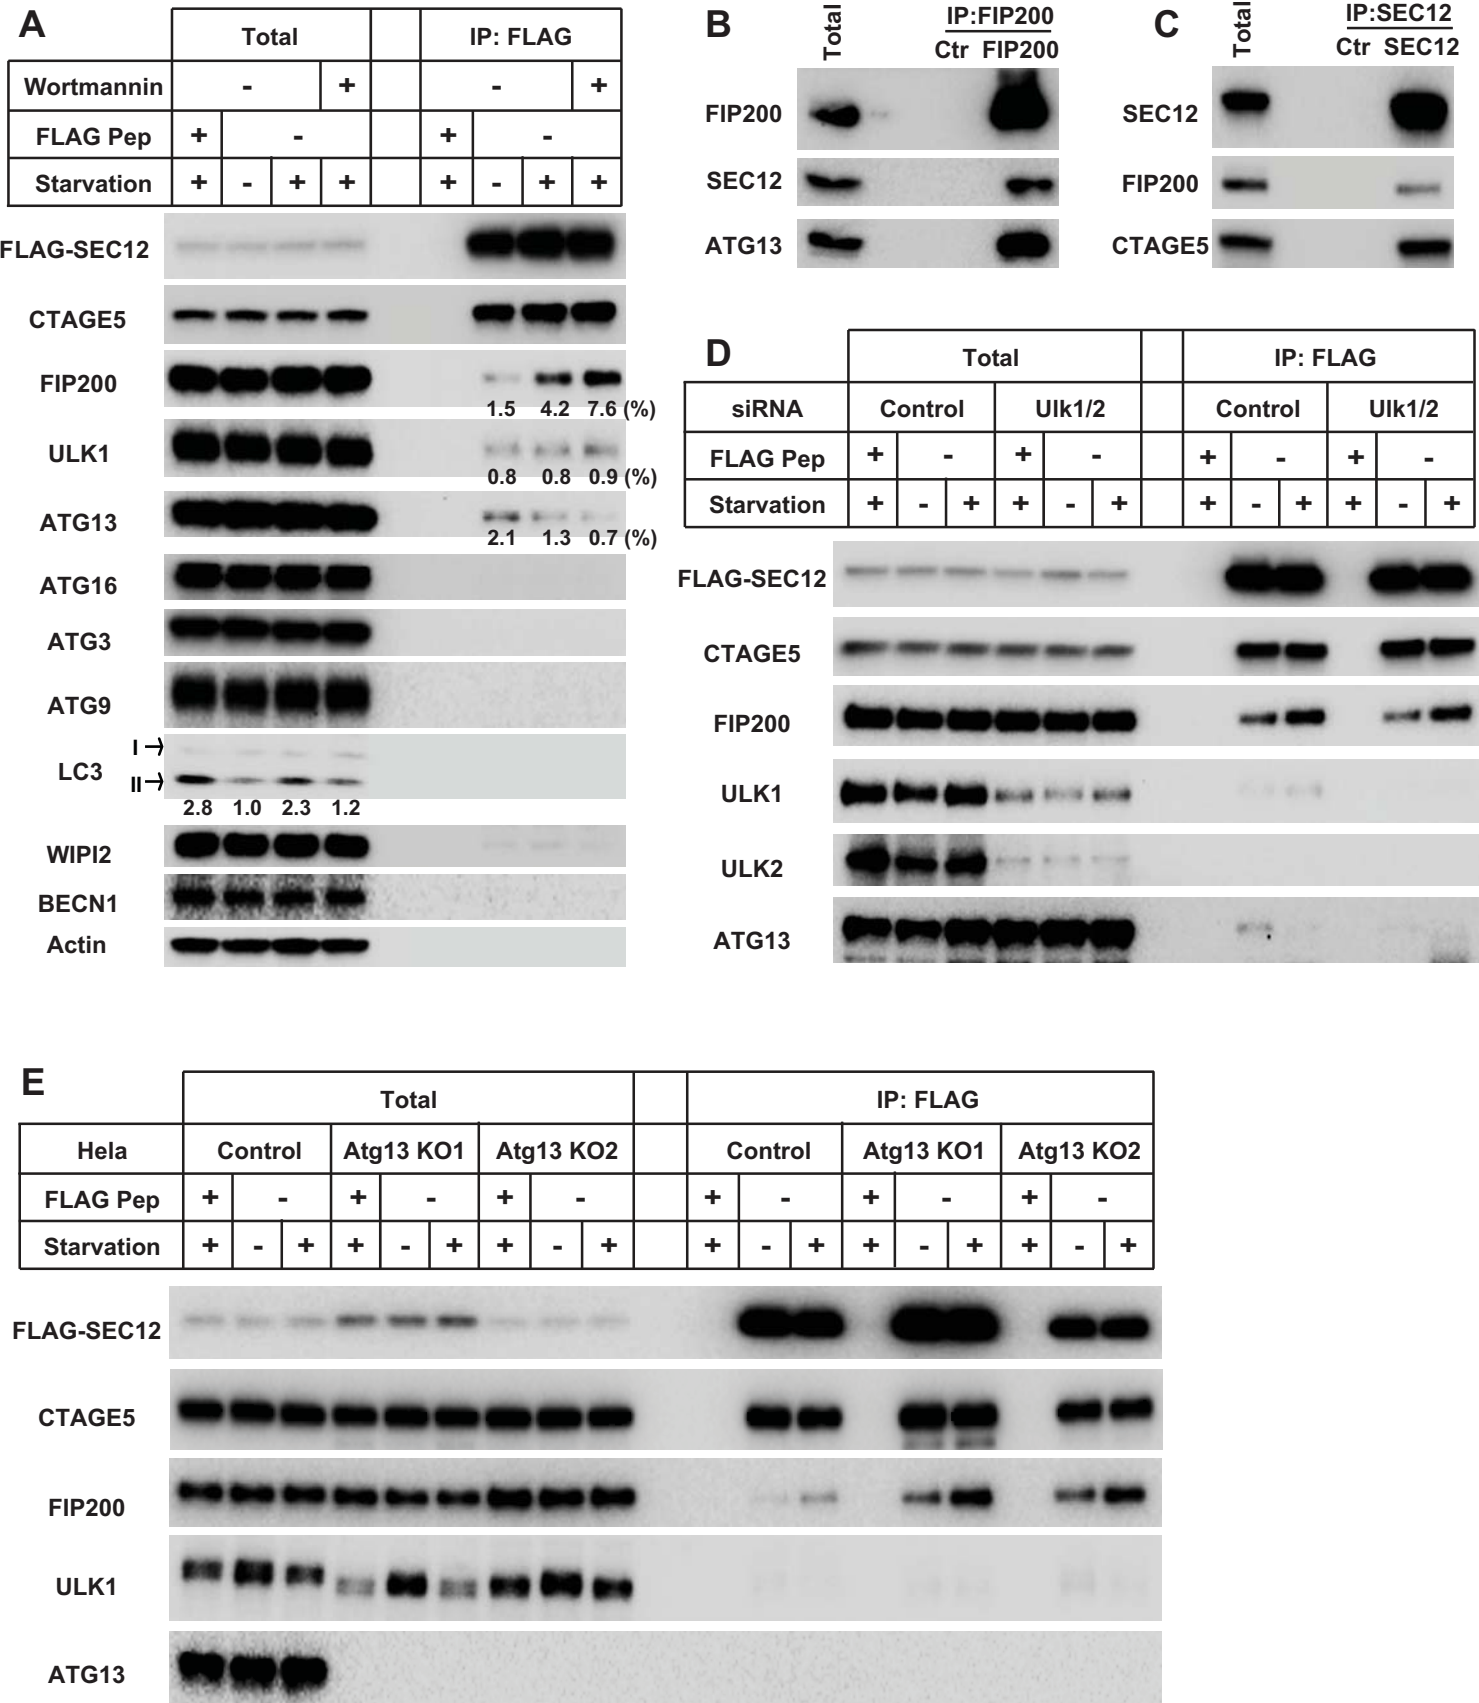 A
Total IP: FLAG
Wortmannin - + - +
FLAG Pep + - + -
Starvation + - + + + - + +
FLAG-SEC12
CTAGE5
FIP200
1.5 4.2 7.6 (%)
ULK1
0.8 0.8 0.9 (%)
ATG13
2.1 1.3 0.7 (%)
ATG16
ATG3
ATG9
I
LC3
II
2.8 1.0 2.3 1.2
WIPI2
BECN1
Actin
B
Total
IP:FIP200
Ctr FIP200
FIP200
SEC12
ATG13
C
Total
IP:SEC12
Ctr SEC12
SEC12
FIP200
CTAGE5
D
Total IP: FLAG
siRNA Control Ulk1/2 Control Ulk1/2
FLAG Pep + - + - + - + -
Starvation + - + + - + + - + + - +
FLAG-SEC12
CTAGE5
FIP200
ULK1
ULK2
ATG13
E
Total IP: FLAG
Hela Control Atg13 KO1 Atg13 KO2 Control Atg13 KO1 Atg13 KO2
FLAG Pep + - + - + - + - + - + -
Starvation + - + + - + + - + + - + + - + + - +
FLAG-SEC12
CTAGE5
FIP200
ULK1
ATG13